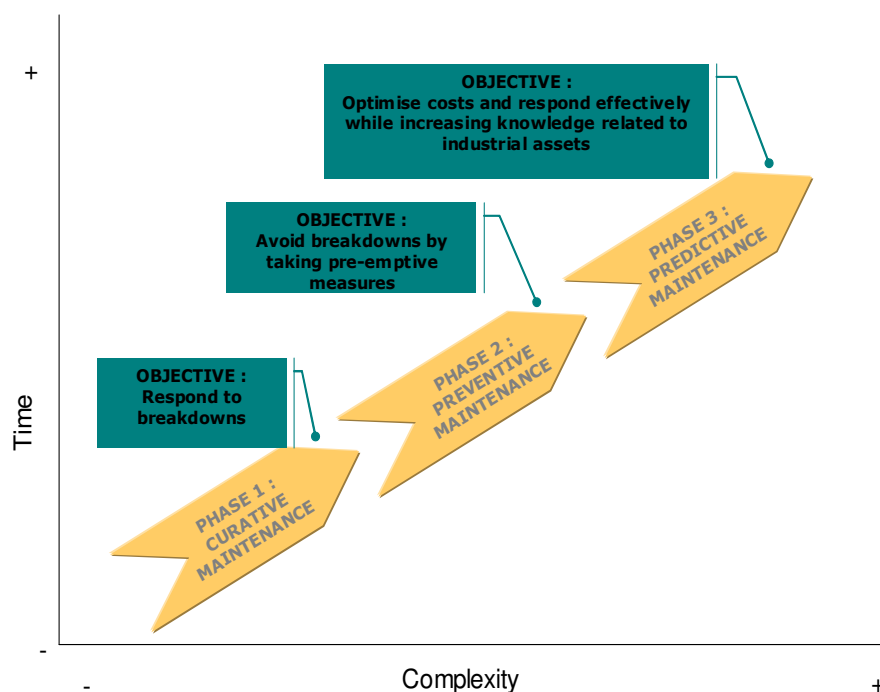 +
OBJECTIVE :
Optimise costs and respond effectively
while increasing knowledge related to
industrial assets
PHASE 3 :
PREDICTIVE
MAINTENANCE
OBJECTIVE :
Avoid breakdowns by
taking pre-emptive
measures
PHASE 2 :
PREVENTIVE
MAINTENANCE
OBJECTIVE :
Respond to
breakdowns
PHASE 1 :
CURATIVE
MAINTENANCE
Time
-
-
Complexity
+